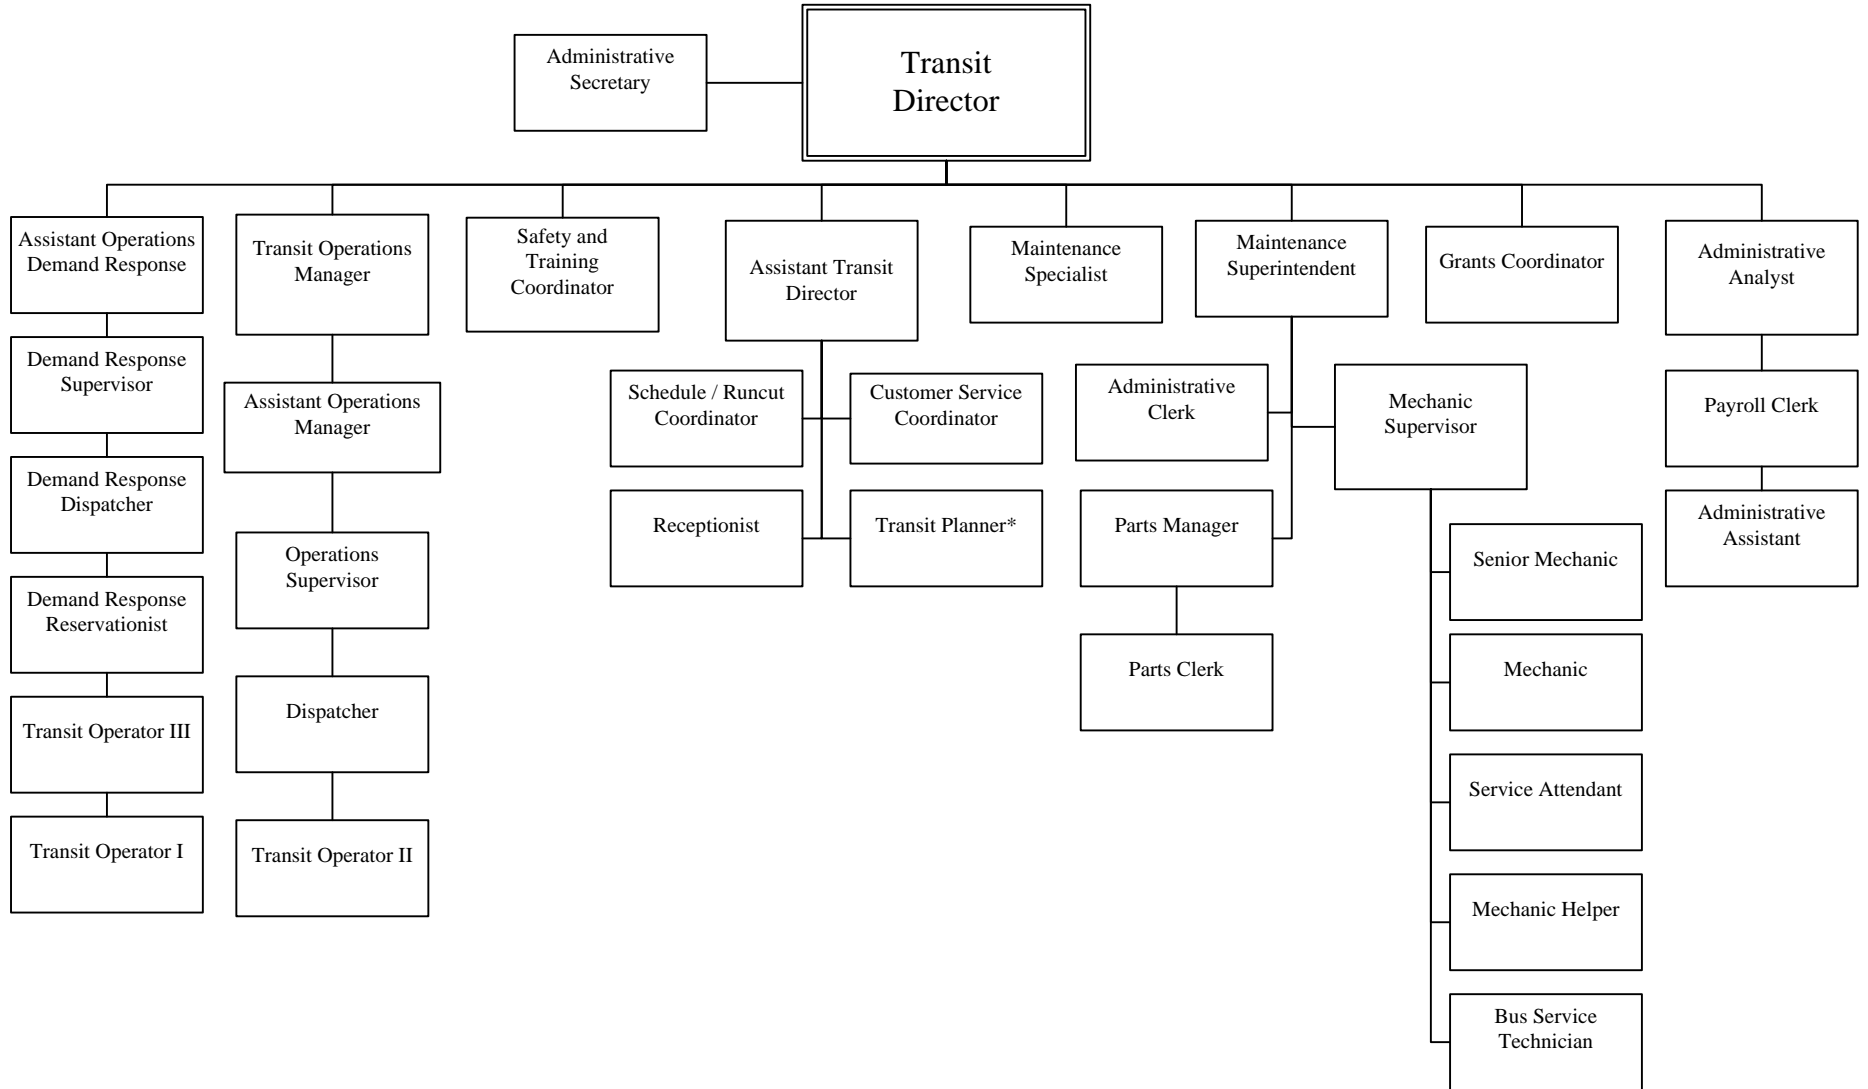 Administrative
Secretary
Transit
Director
Assistant Operations
Demand Response
Transit Operations
Manager
Safety and
Training
Coordinator
Assistant Transit
Director
Maintenance
Specialist
Maintenance
Superintendent
Grants Coordinator
Administrative
Analyst
Demand Response
Supervisor
Assistant Operations
Manager
Schedule / Runcut
Coordinator
Customer Service
Coordinator
Administrative
Clerk
Mechanic
Supervisor
Payroll Clerk
Demand Response
Dispatcher
Operations
Supervisor
Receptionist
Transit Planner*
Parts Manager
Senior Mechanic
Administrative
Assistant
Demand Response
Reservationist
Dispatcher
Parts Clerk
Mechanic
Transit Operator III
Service Attendant
Transit Operator I
Transit Operator II
Mechanic Helper
Bus Service
Technician